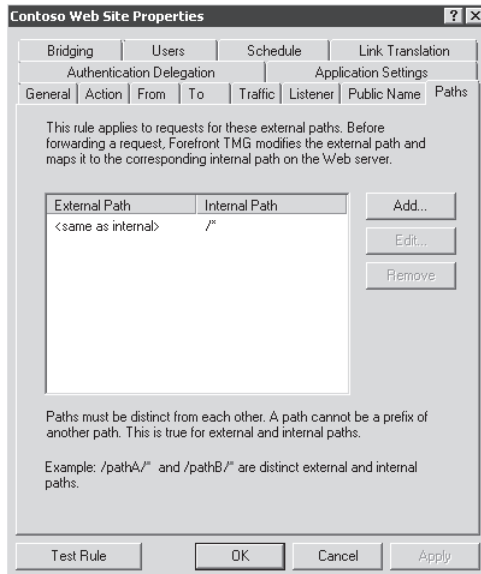 Contoso Web Site Properties
Bridging Users Schedule Link Translation
Authentication Delegation Application Settings
General Action From To Traffic Listener Public Name Paths
This rule applies to requests for these external paths. Before
forwarding a request, Forefront TMG modifies the external path and
maps it to the corresponding internal path on the Web server.
External Path Internal Path Add...
<same as internal> /*
Edit...
Remove
Paths must be distinct from each other. A path cannot be a prefix of
another path. This is true for external and internal paths.
Example: /pathA/* and /pathB/* are distinct external and internal
paths.
Test Rule OK Cancel Apply